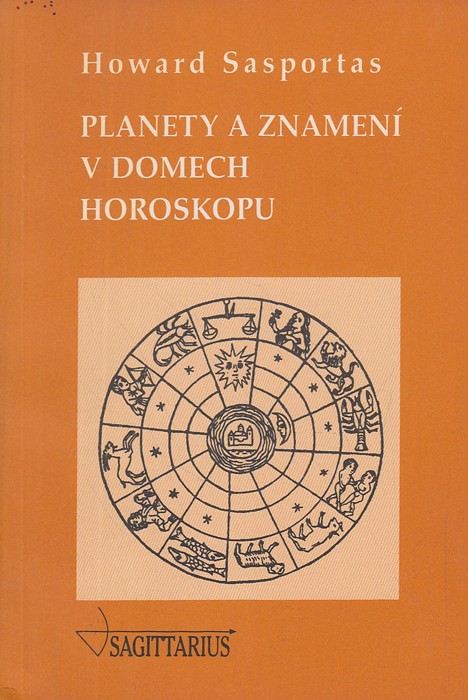 Howard Sasportas
PLANETY A ZNAMENÍ
V DOMECH
HOROSKOPU
SAGITTARIUS